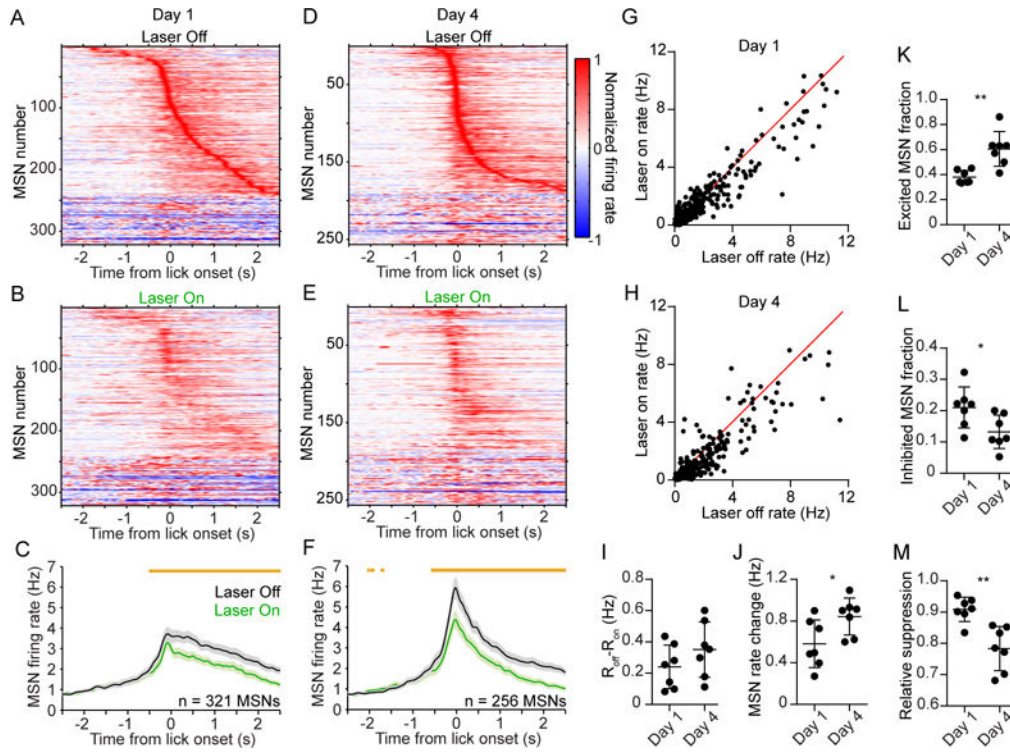 A
Day 1
Laser Off
MSN number
100
200
300
-2 -1 0 1 2
Time from lick onset (s)
D
Day 4
Laser Off
MSN number
50
150
250
-2 -1 0 1 2
Time from lick onset (s)
1
0
-1
Normalized firing rate
G
Day 1
Laser on rate (Hz)
12
8
4
0
0 4 8 12
Laser off rate (Hz)
K
**
Excited MSN fraction
1.0
0.8
0.6
0.4
0.2
0
Day 1
Day 4
B
Laser On
MSN number
100
200
300
-2 -1 0 1 2
Time from lick onset (s)
E
Laser On
MSN number
50
150
250
-2 -1 0 1 2
Time from lick onset (s)
H
Day 4
Laser on rate (Hz)
12
8
4
0
0 4 8 12
Laser off rate (Hz)
L
*
Inhibited MSN fraction
0.4
0.3
0.2
0.1
0
Day 1
Day 4
C
MSN firing rate (Hz)
7
6
5
4
3
2
1
0
Laser Off
Laser On
n = 321 MSNs
-2 -1 0 1 2
Time from lick onset (s)
F
MSN firing rate (Hz)
7
6
5
4
3
2
1
0
n = 256 MSNs
-2 -1 0 1 2
Time from lick onset (s)
I
Roff-Ron (Hz)
0.8
0.6
0.4
0.2
0
Day 1
Day 4
J
*
MSN rate change (Hz)
1.2
0.9
0.6
0.3
0
Day 1
Day 4
M
**
Relative suppression
1.0
0.9
0.8
0.7
0.6
Day 1
Day 4